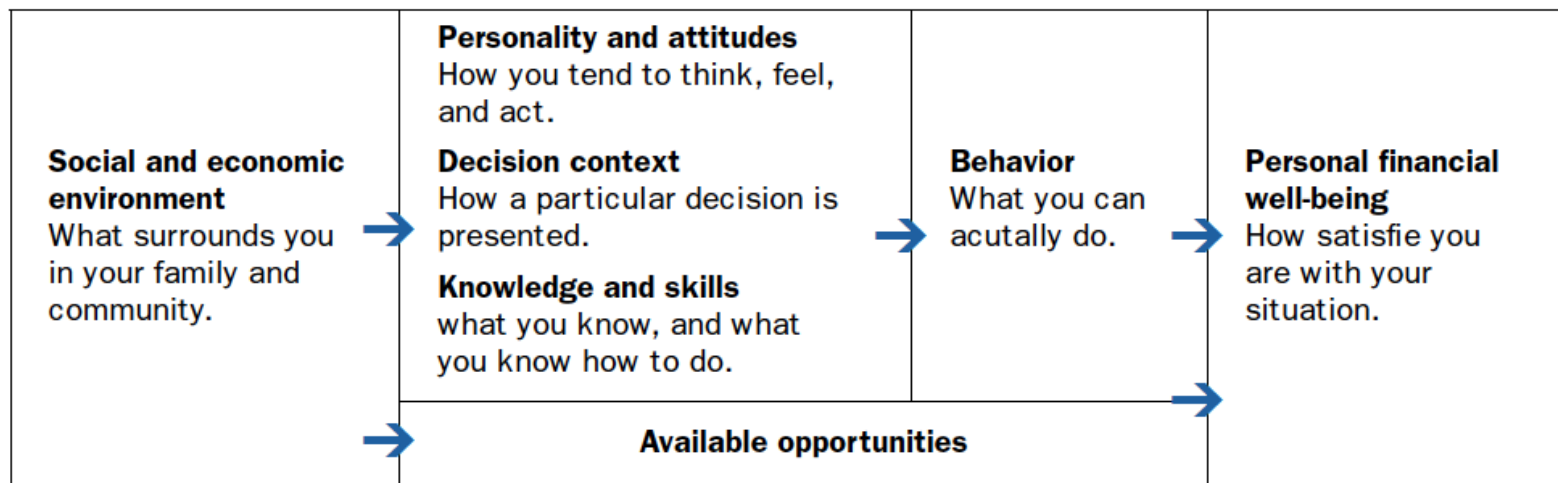 Social and economic
environment
What surrounds you
in your family and
community.
Personality and attitudes
How you tend to think, feel,
and act.
Decision context
How a particular decision is
presented.
Knowledge and skills
what you know, and what
you know how to do.
Behavior
What you can
acutally do.
Personal financial
well-being
How satisfie you
are with your
situation.
Available opportunities